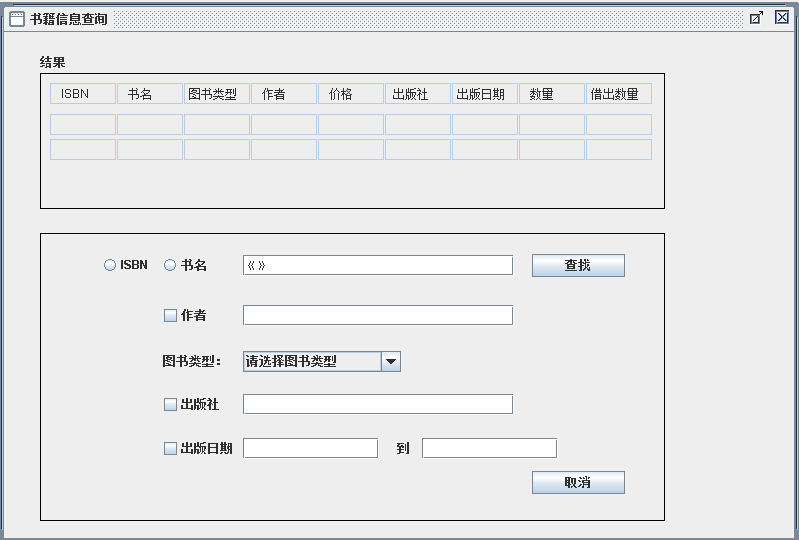 书籍信息查询
结果
ISBN 书名 图书类型 作者 价格 出版社 出版日期 数量 借出数量
ISBN 书名 《 》 查找
作者
图书类型： 请选择图书类型
出版社
出版日期 到
取消